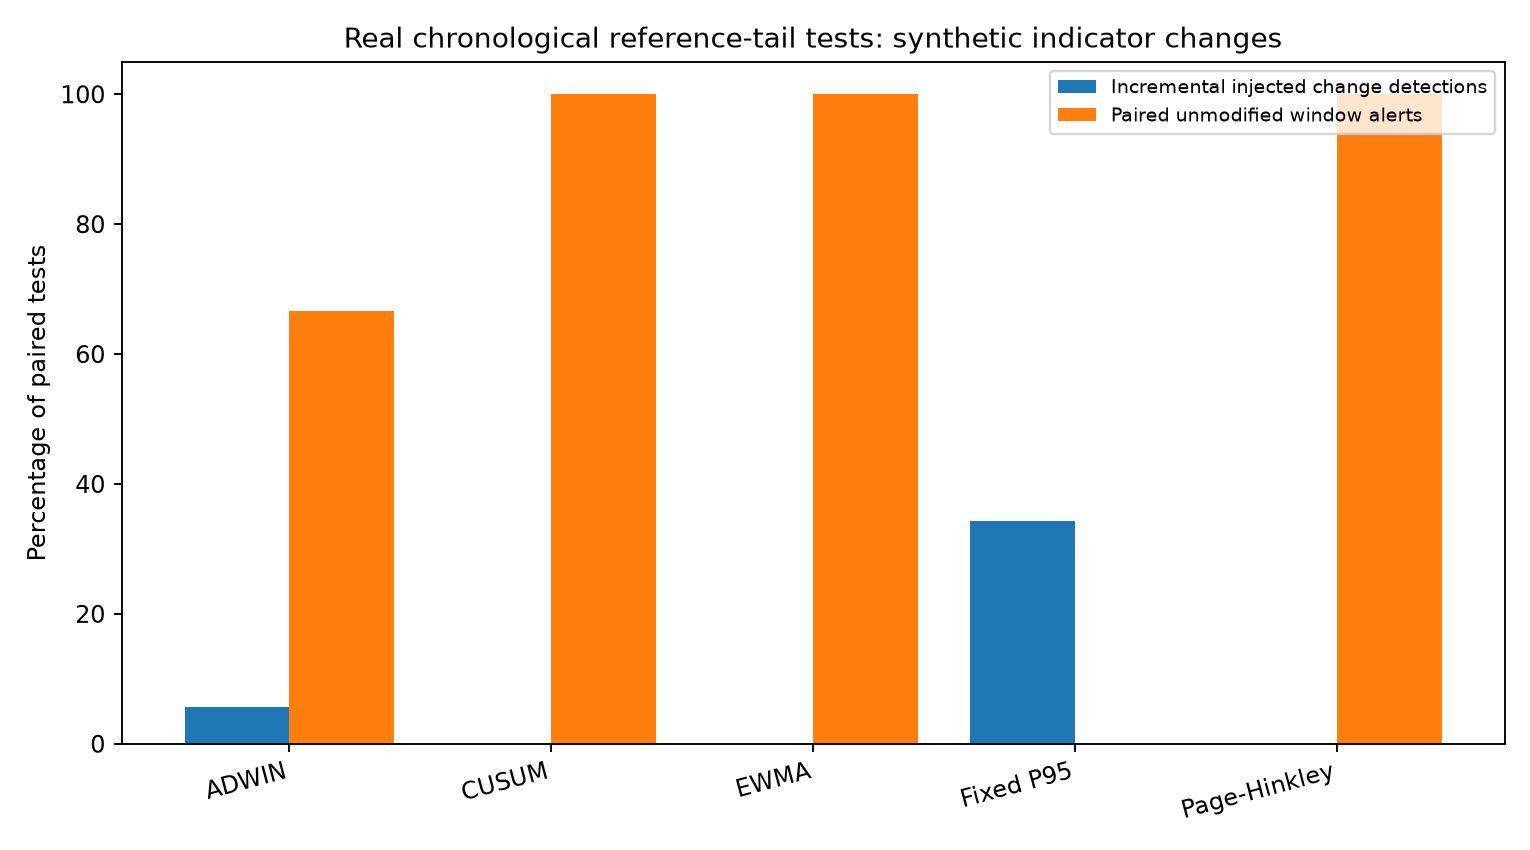 Real chronological reference-tail tests: synthetic indicator changes
Incremental injected change detections
Paired unmodified window alerts
Percentage of paired tests
100
80
60
40
20
0
ADWIN
CUSUM
EWMA
Fixed P95
Page-Hinkley